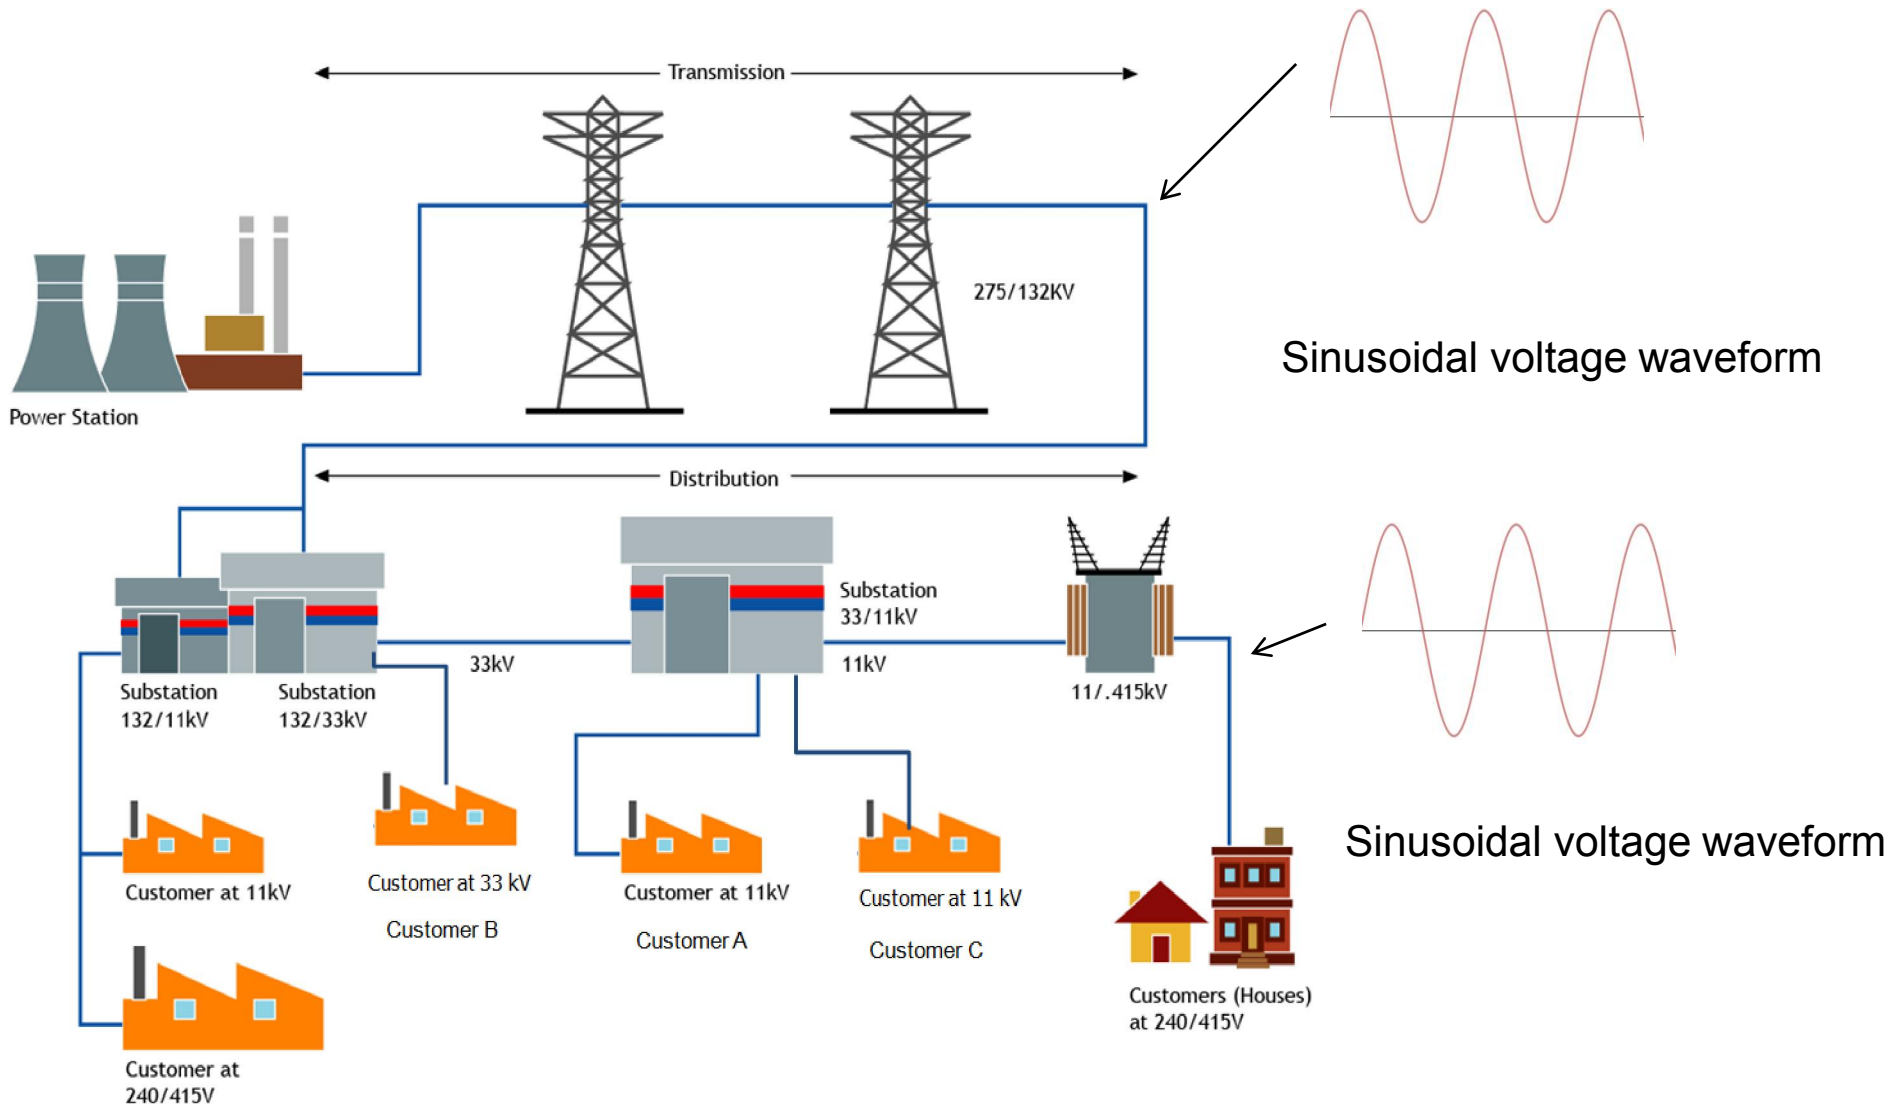 Transmission
275/132KV
Sinusoidal voltage waveform
Power Station
Distribution
Substation
33/11kV
33kV
11kV
Substation
132/11kV
Substation
132/33kV
11/.415kV
Sinusoidal voltage waveform
Customer at 11kV
Customer at 33 kV
Customer B
Customer at 11kV
Customer A
Customer at 11 kV
Customer C
Customers (Houses)
at 240/415V
Customer at
240/415V